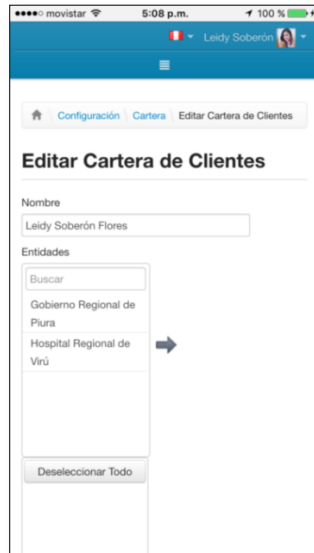 movistar 5:08 p.m. 100 %
Leidy Soberón
Configuración Cartera Editar Cartera de Clientes
Editar Cartera de Clientes
Nombre
Leidy Soberón Flores
Entidades
Buscar
Gobierno Regional de
Piura
Hospital Regional de
Virú
Deseleccionar Todo